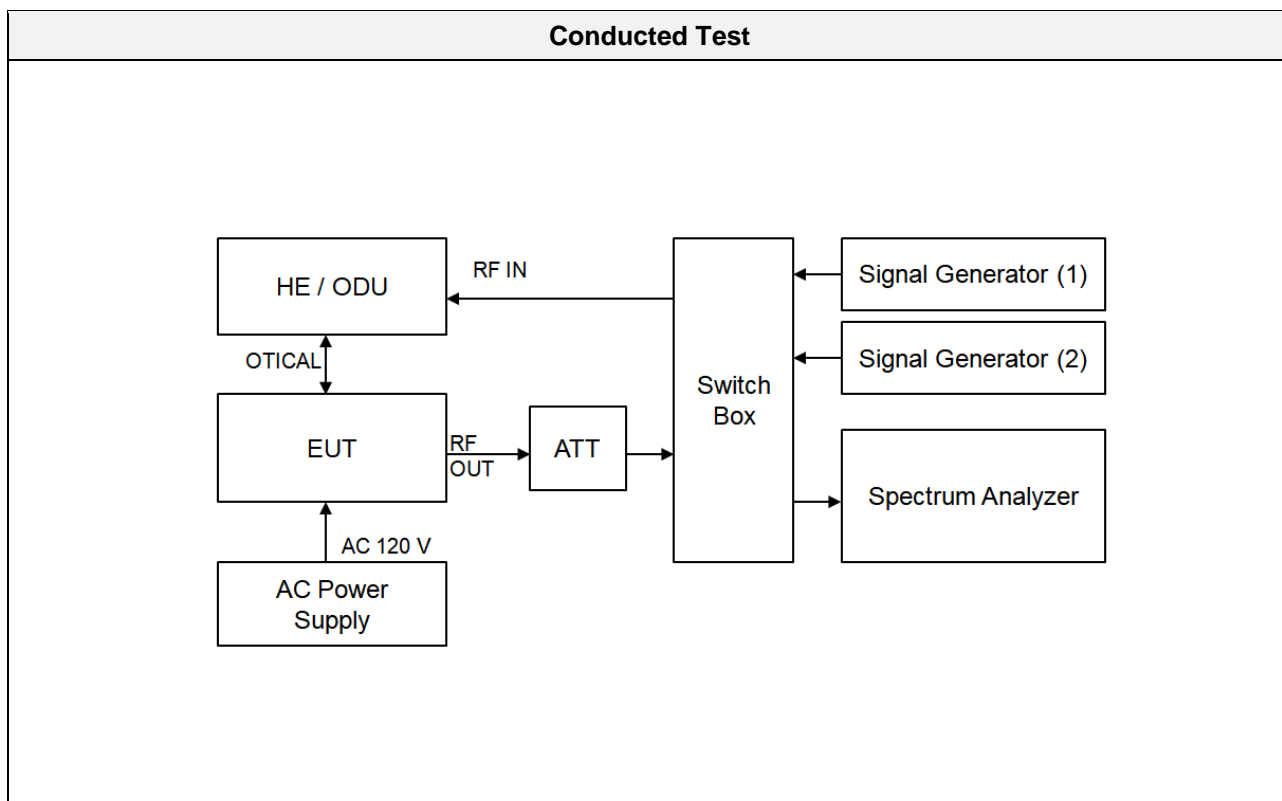 Conducted Test
HE / ODU
RF IN
Signal Generator (1)
OTICAL
Signal Generator (2)
Switch
Box
EUT
RF
OUT
ATT
Spectrum Analyzer
AC 120 V
AC Power
Supply